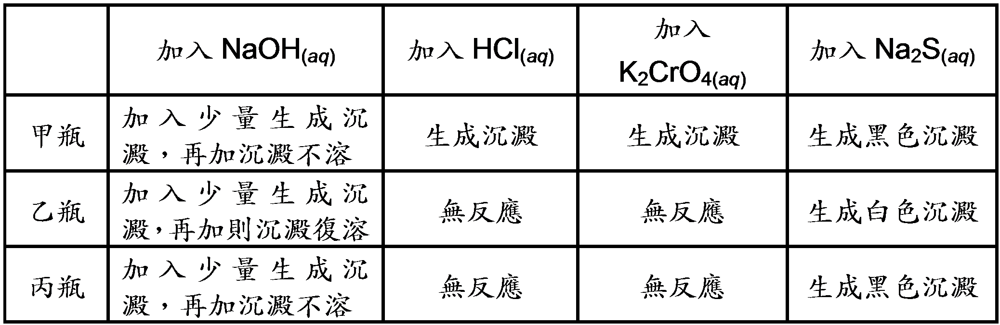 加入 NaOH(aq)
加入 HCl(aq)
加入
K2CrO4(aq)
加入 Na2S(aq)
甲瓶
加入少量生成沉
澱，再加沉澱不溶
生成沉澱
生成沉澱
生成黑色沉澱
乙瓶
加入少量生成沉
澱，再加則沉澱復溶
無反應
無反應
生成白色沉澱
丙瓶
加入少量生成沉
澱，再加沉澱不溶
無反應
無反應
生成黑色沉澱